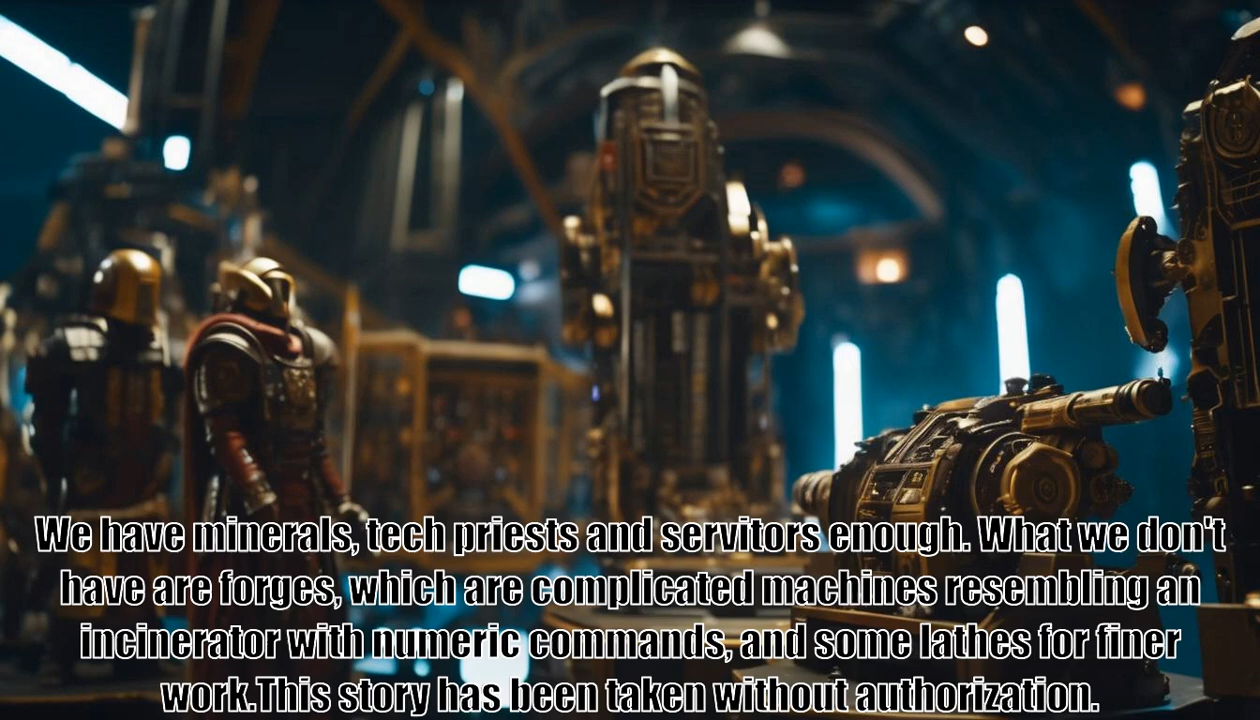 We have minerals, tech priests and servitors enough. What we don't
have are forges, which are complicated machines resembling an
incinerator with numeric commands, and some lathes for finer
work.This story has been taken without authorization.